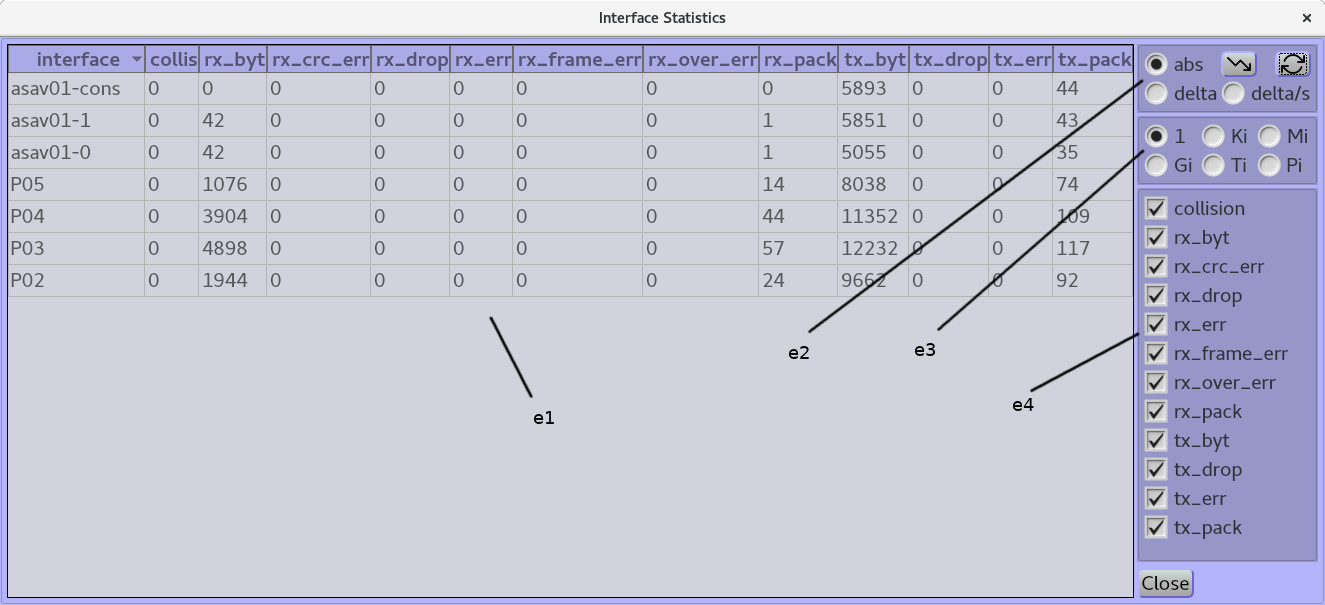 Interface Statistics ×
interface collis rx_byt rx_crc_err rx_drop rx_err rx_frame_err rx_over_err rx_pack tx_byt tx_drop tx_err tx_pack
asav01-cons 0 0 0 0 0 0 0 0 5893 0 0 44
asav01-1 0 42 0 0 0 0 0 1 5851 0 0 43
asav01-0 0 42 0 0 0 0 0 1 5055 0 0 35
P05 0 1076 0 0 0 0 0 14 8038 0 0 74
P04 0 3904 0 0 0 0 0 44 11352 0 0 109
P03 0 4898 0 0 0 0 0 57 12232 0 0 117
P02 0 1944 0 0 0 0 0 24 9662 0 0 92
e1
e2
e3
e4
abs
delta delta/s
1 Ki Mi
Gi Ti Pi
collision
rx_byt
rx_crc_err
rx_drop
rx_err
rx_frame_err
rx_over_err
rx_pack
tx_byt
tx_drop
tx_err
tx_pack
Close